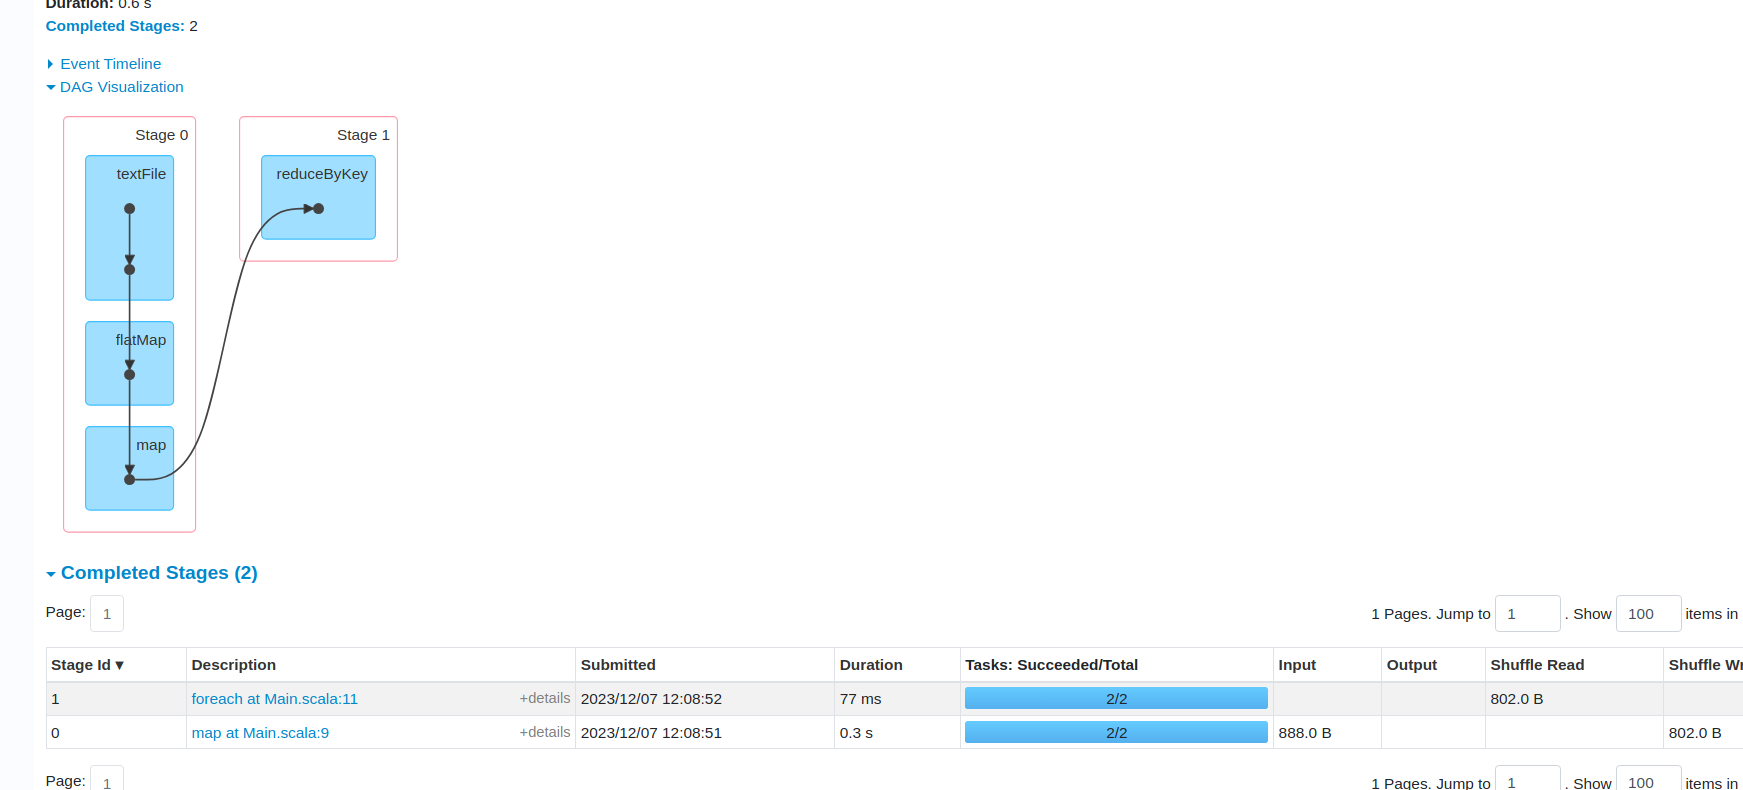 Duration: 0.6 s
Completed Stages: 2
Event Timeline
DAG Visualization
Stage 0
Stage 1
textFile
reduceByKey
flatMap
map
Completed Stages (2)
Page: 1
1 Pages. Jump to 1 . Show 100 items in
Stage Id ▾ Description Submitted Duration Tasks: Succeeded/Total Input Output Shuffle Read Shuffle Wr
1 foreach at Main.scala:11 +details 2023/12/07 12:08:52 77 ms 2/2 802.0 B
0 map at Main.scala:9 +details 2023/12/07 12:08:51 0.3 s 2/2 888.0 B 802.0 B
Page: 1
1 Pages. Jump to 1 . Show 100 items in